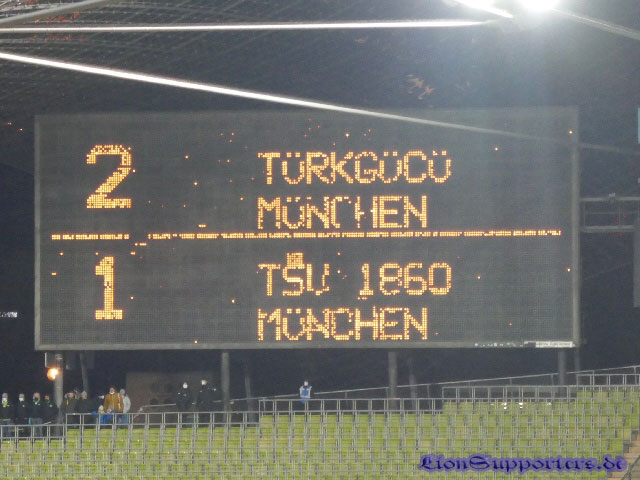 2 TÜRKGÜCÜ
MÜNCHEN
1 TSV 1860
MÜNCHEN
LionSupporters.de